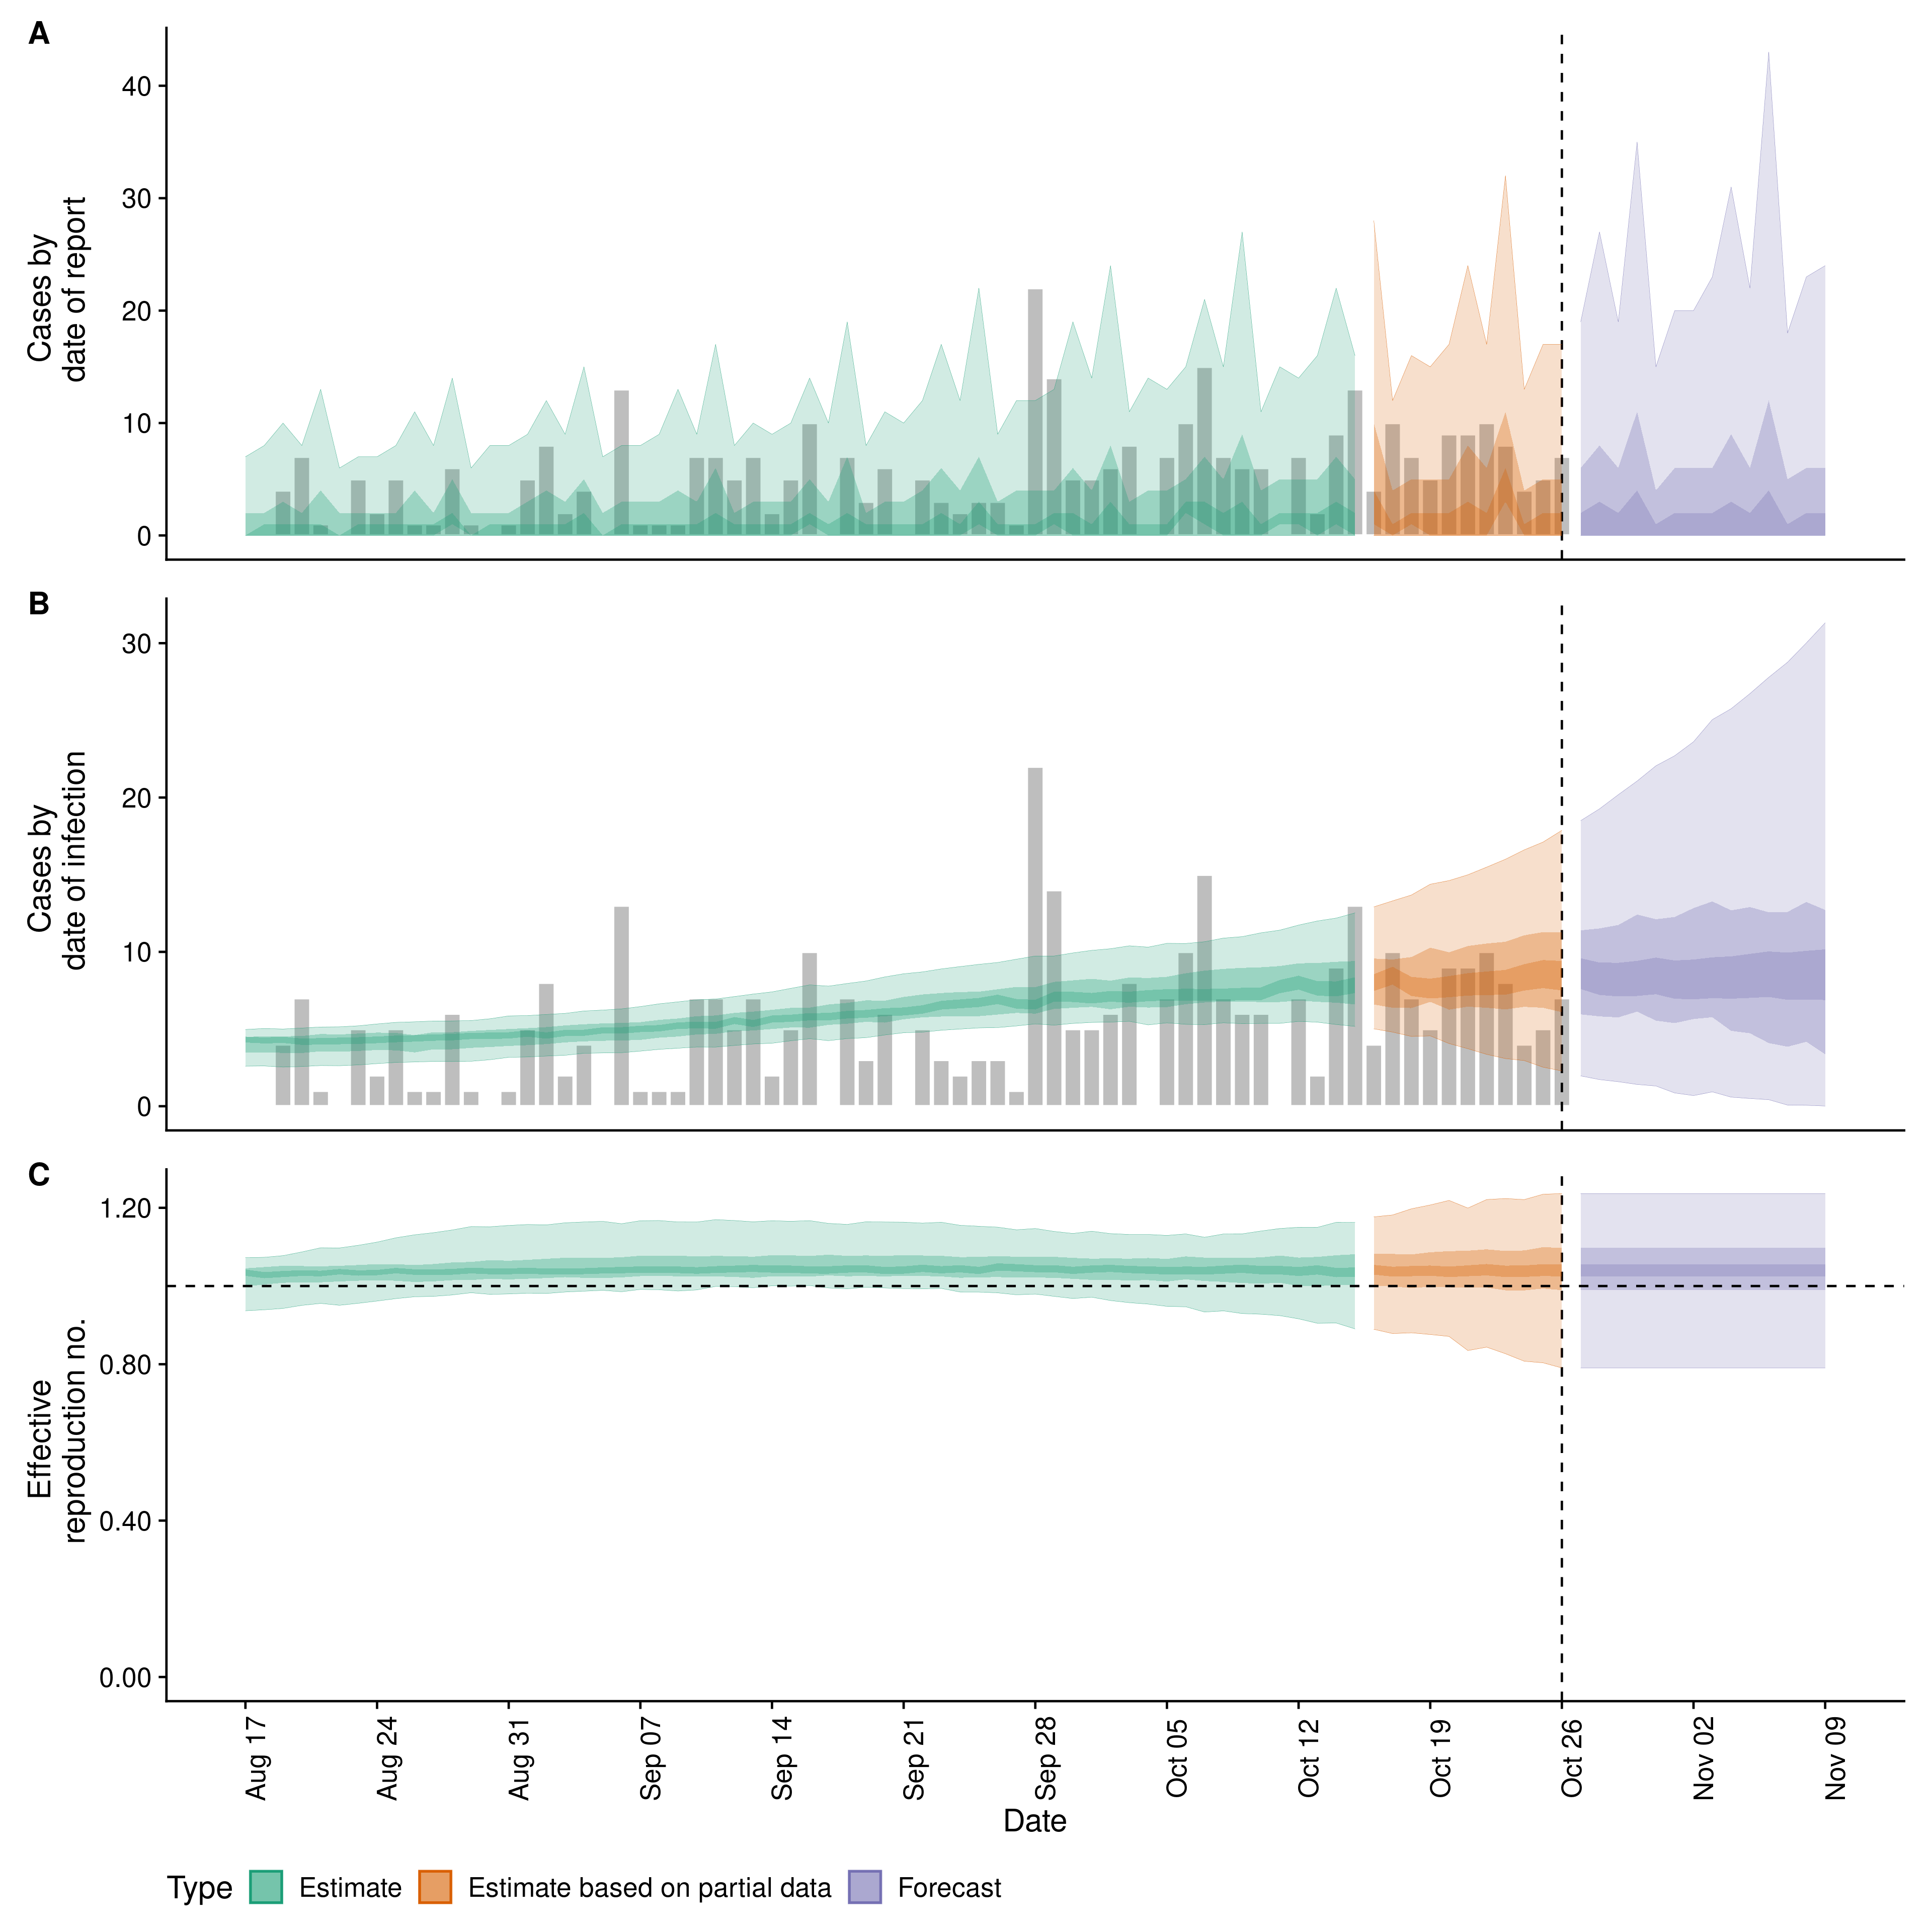 A
Cases by
date of report
40
30
20
10
0
B
Cases by
date of infection
30
20
10
0
C
Effective
reproduction no.
1.20
0.80
0.40
0.00
Aug 17
Aug 24
Aug 31
Sep 07
Sep 14
Sep 21
Sep 28
Oct 05
Oct 12
Oct 19
Oct 26
Nov 02
Nov 09
Date
Type Estimate Estimate based on partial data Forecast